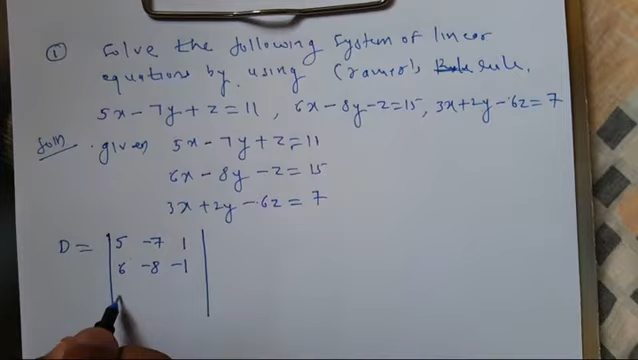 ① Solve the following System of linear
equations by using Cramer's rule.
5x - 7y + z = 11, 6x - 8y - z = 15, 3x + 2y - 6z = 7
Soln given 5x - 7y + z = 11
6x - 8y - z = 15
3x + 2y - 6z = 7
D = | 5 -7 1 |
| 6 -8 -1 |